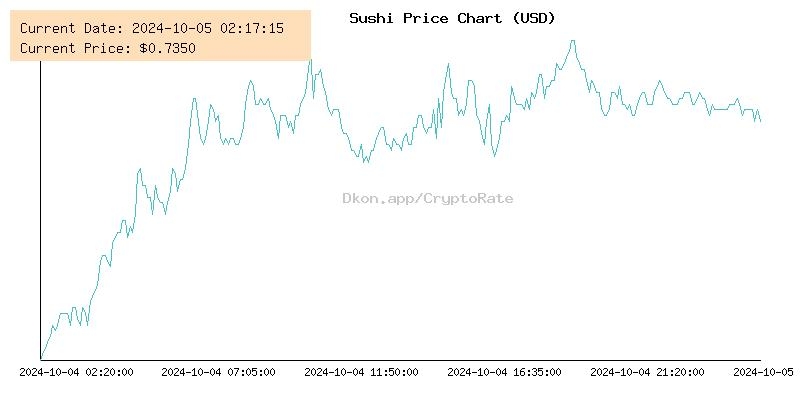 Sushi Price Chart (USD)
Current Date: 2024-10-05 02:17:15
Current Price: $0.7350
Dkon.app/CryptoRate
2024-10-04 02:20:00 2024-10-04 07:05:00 2024-10-04 11:50:00 2024-10-04 16:35:00 2024-10-04 21:20:00 2024-10-05